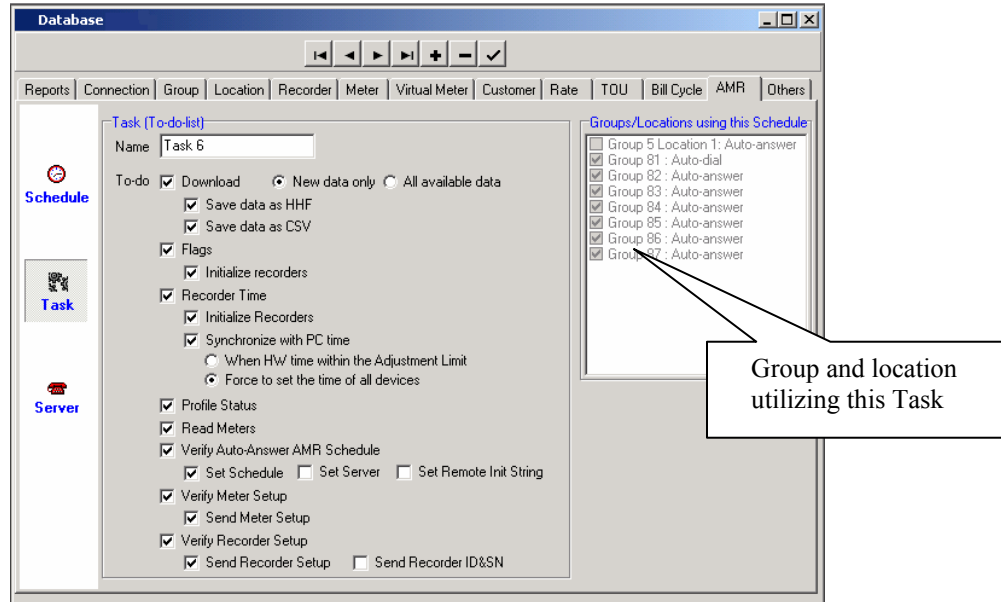 Database
Reports Connection Group Location Recorder Meter Virtual Meter Customer Rate TOU Bill Cycle AMR Others
Schedule
Task
Server
Task (To-do-list)
Name Task 6
To-do Download New data only All available data
Save data as HHF
Save data as CSV
Flags
Initialize recorders
Recorder Time
Initialize Recorders
Synchronize with PC time
When HW time within the Adjustment Limit
Force to set the time of all devices
Profile Status
Read Meters
Verify Auto-Answer AMR Schedule
Set Schedule Set Server Set Remote Init String
Verify Meter Setup
Send Meter Setup
Verify Recorder Setup
Send Recorder Setup Send Recorder ID&SN
Groups/Locations using this Schedule
Group 5 Location 1: Auto-answer
Group 81 : Auto-dial
Group 82 : Auto-answer
Group 83 : Auto-answer
Group 84 : Auto-answer
Group 85 : Auto-answer
Group 86 : Auto-answer
Group 87 : Auto-answer
Group and location
utilizing this Task